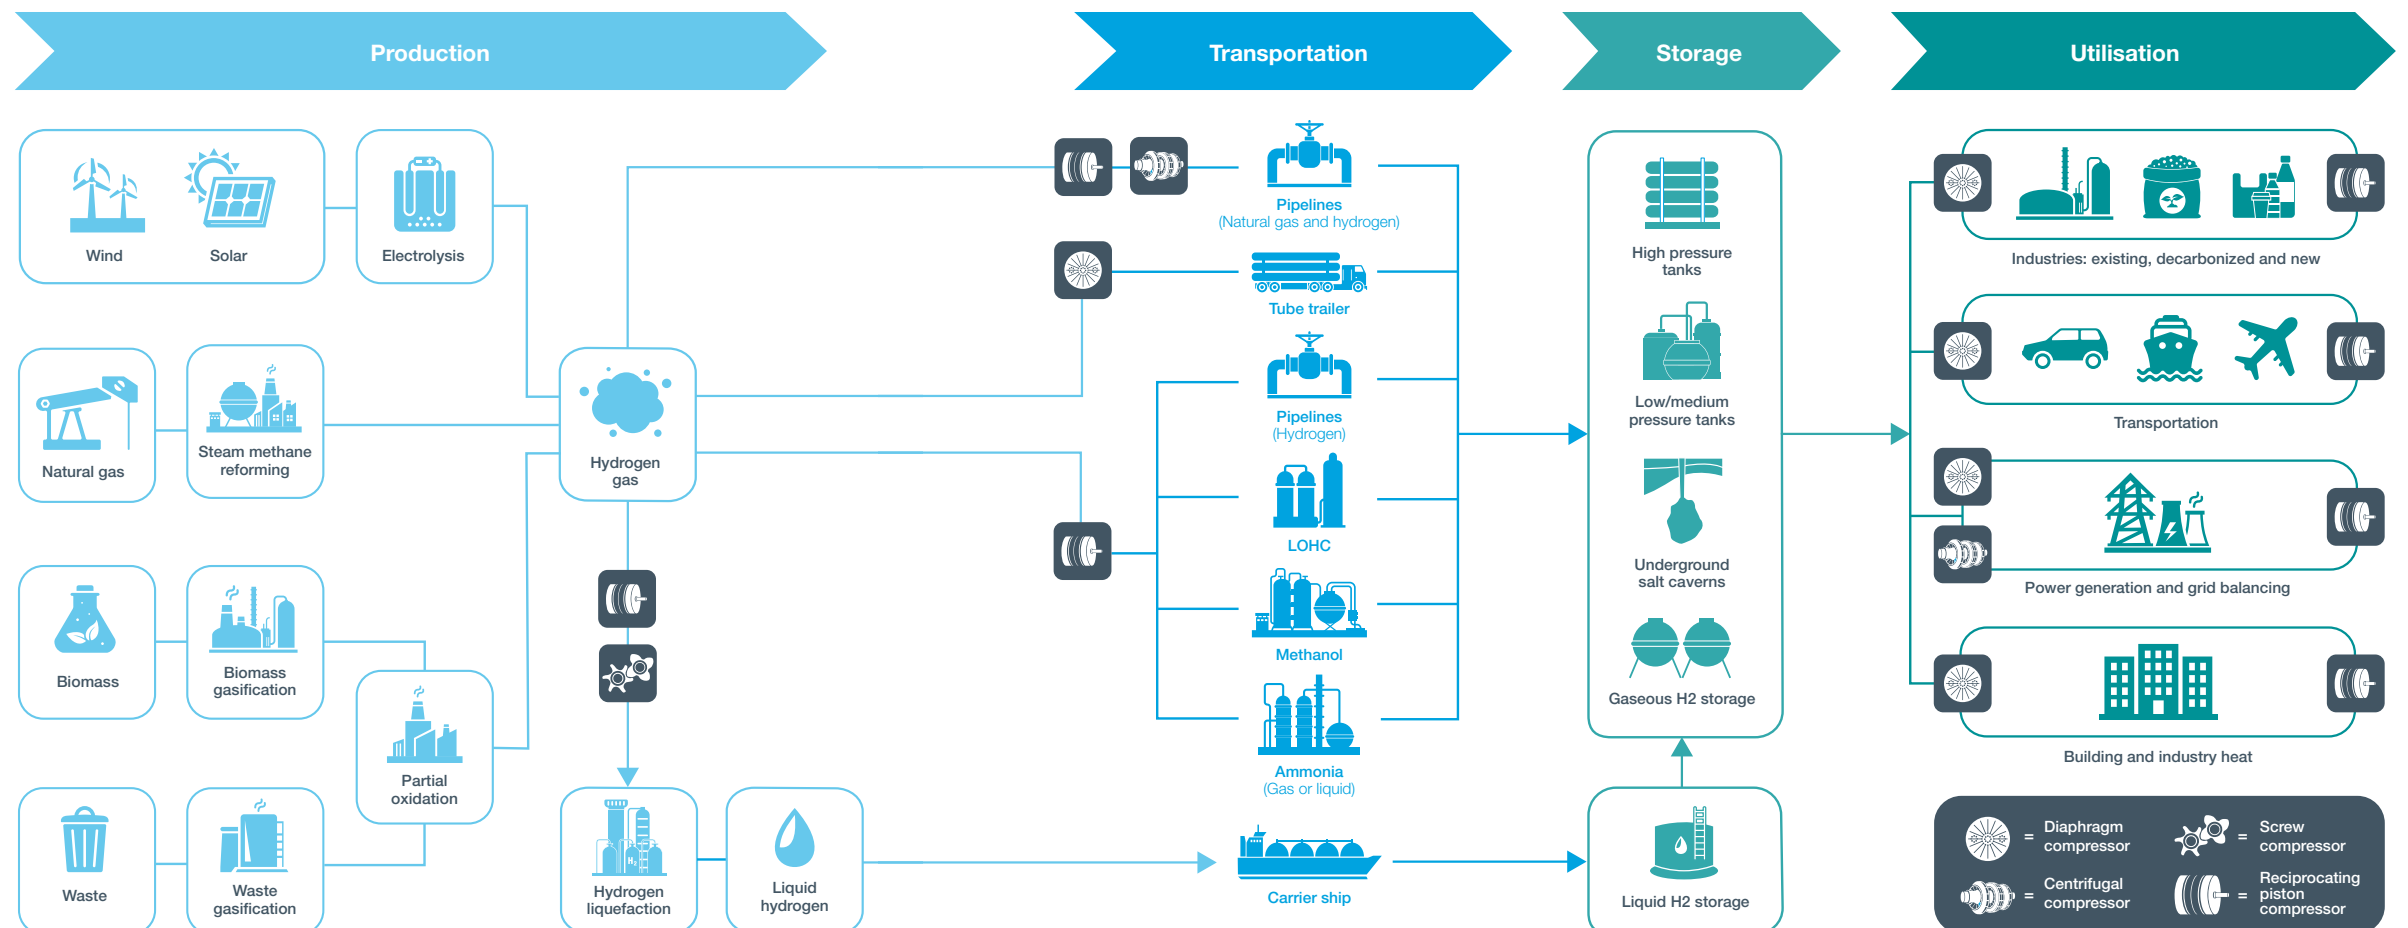 Production
Transportation
Storage
Utilisation
Wind
Solar
Electrolysis
Natural gas
Steam methane
reforming
Biomass
Biomass
gasification
Partial
oxidation
Waste
Waste
gasification
Hydrogen
gas
H2
Hydrogen
liquefaction
Liquid
hydrogen
Pipelines
(Natural gas and hydrogen)
Tube trailer
Pipelines
(Hydrogen)
LOHC
Methanol
Ammonia
(Gas or liquid)
Carrier ship
High pressure
tanks
Low/medium
pressure tanks
Underground
salt caverns
Gaseous H2 storage
Liquid H2 storage
Industries: existing, decarbonized and new
Transportation
Power generation and grid balancing
Building and industry heat
= Diaphragm
compressor
= Screw
compressor
= Centrifugal
compressor
= Reciprocating
piston
compressor